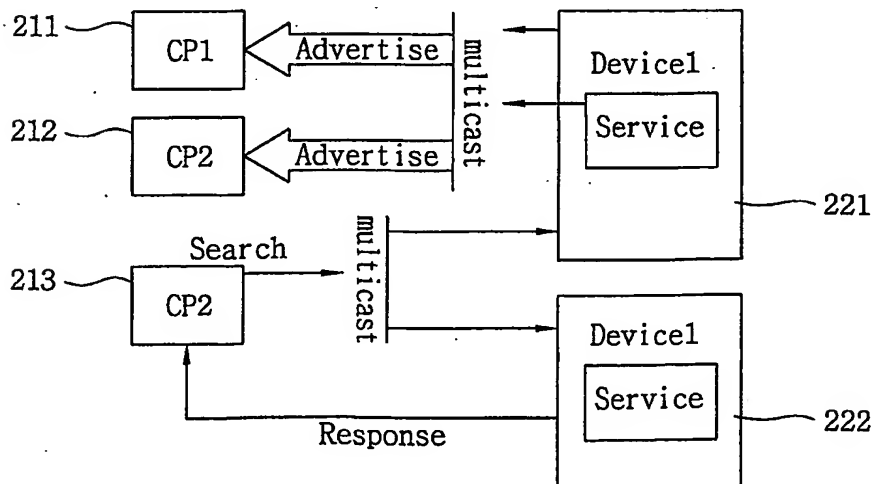 211
CP1
Advertise
multicast
Device1
Service
212
CP2
Advertise
221
213
Search
CP2
multicast
Device1
Service
222
Response